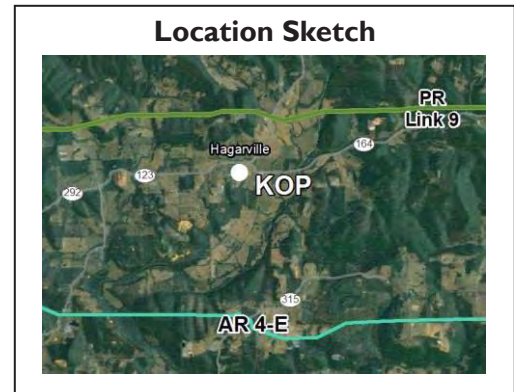 Location Sketch
PR
Link 9
Hagarville
164
123
KOP
292
315
AR 4-E